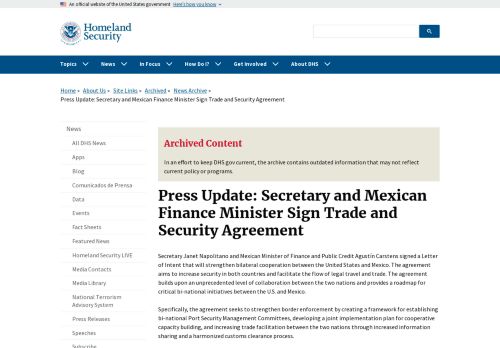 An official website of the United States government Here's how you know
Homeland
Security
Topics News In Focus How Do I? Get Involved About DHS
Home » About Us » Site Links » Archived » News Archive »
Press Update: Secretary and Mexican Finance Minister Sign Trade and Security Agreement
News
All DHS News
Apps
Blog
Comunicados de Prensa
Data
Events
Fact Sheets
Featured News
Homeland Security LIVE
Media Contacts
Media Library
National Terrorism
Advisory System
Press Releases
Speeches
Subscribe
Archived Content
In an effort to keep DHS.gov current, the archive contains outdated information that may not reflect
current policy or programs.
Press Update: Secretary and Mexican
Finance Minister Sign Trade and
Security Agreement
Secretary Janet Napolitano and Mexican Minister of Finance and Public Credit Agustín Carstens signed a Letter
of Intent that will strengthen bilateral cooperation between the United States and Mexico. The agreement
aims to increase security in both countries and facilitate the flow of legal travel and trade. The agreement
builds upon an unprecedented level of collaboration between the two nations and provides a roadmap for
critical bi-national initiatives between the U.S. and Mexico.
Specifically, the agreement seeks to strengthen border enforcement by creating a framework for establishing
bi-national Port Security Management Committees, developing a joint implementation plan for cooperative
capacity building, and increasing trade facilitation between the two nations through increased information
sharing and a harmonized customs clearance process.